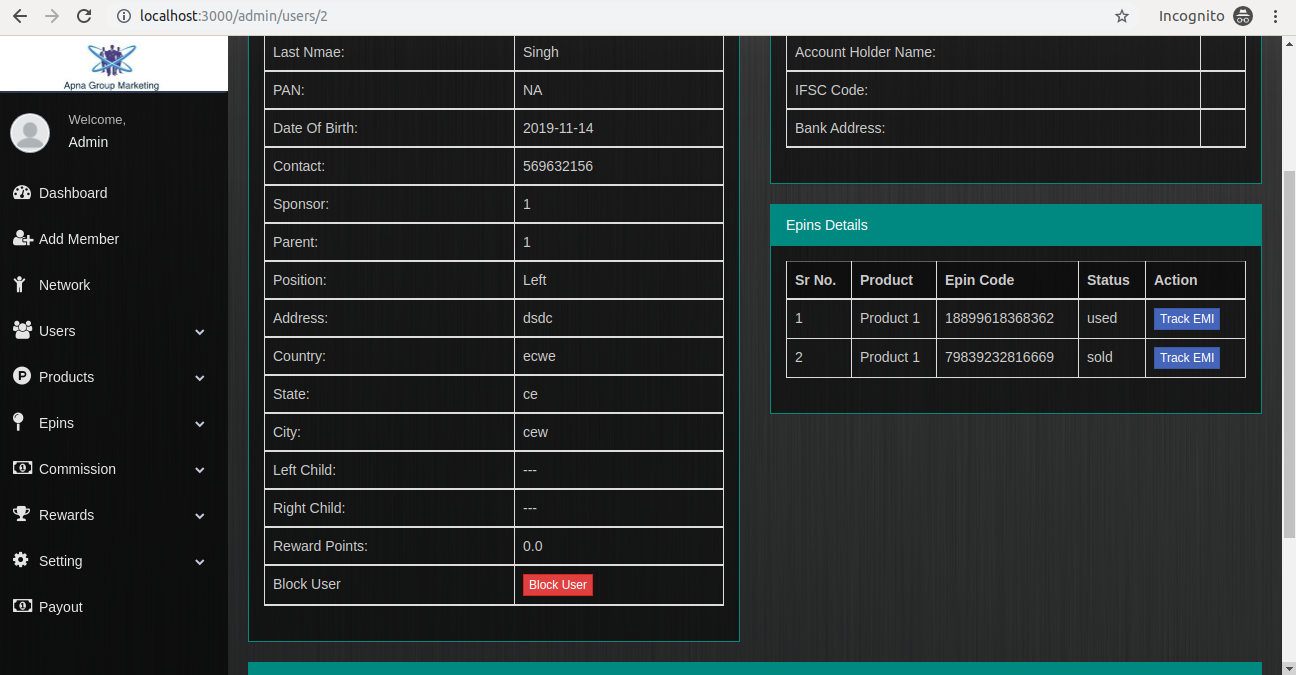 localhost:3000/admin/users/2
Incognito
Apna Group Marketing
Welcome,
Admin
Dashboard
Add Member
Network
Users
Products
Epins
Commission
Rewards
Setting
Payout
Last Nmae: Singh
PAN: NA
Date Of Birth: 2019-11-14
Contact: 569632156
Sponsor: 1
Parent: 1
Position: Left
Address: dsdc
Country: ecwe
State: ce
City: cew
Left Child: ---
Right Child: ---
Reward Points: 0.0
Block User Block User
Account Holder Name:
IFSC Code:
Bank Address:
Epins Details
Sr No. Product Epin Code Status Action
1 Product 1 18899618368362 used Track EMI
2 Product 1 79839232816669 sold Track EMI